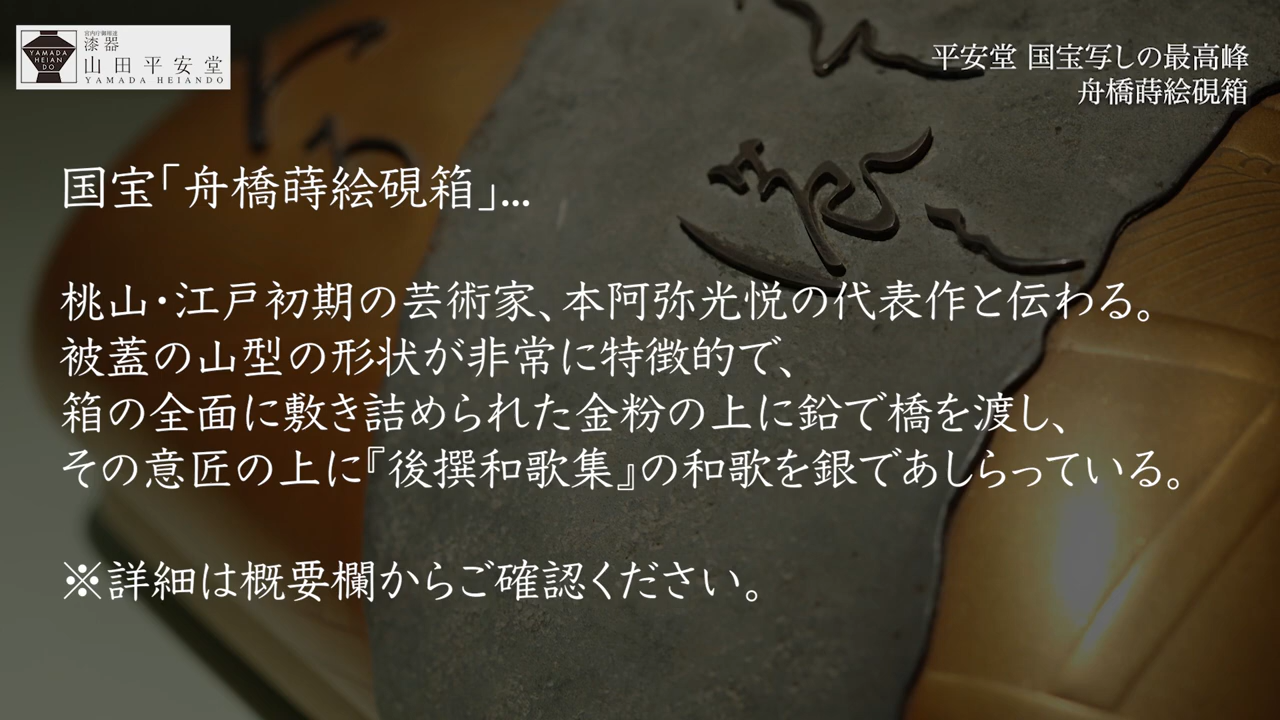 宮内庁御用達
漆器
山田平安堂
YAMADA HEIANDO
YAMADA
HEIAN
DO
平安堂 国宝写しの最高峰
舟橋蒔絵硯箱
国宝「舟橋蒔絵硯箱」...
桃山・江戸初期の芸術家、本阿弥光悦の代表作と伝わる。
被蓋の山型の形状が非常に特徴的で、
箱の全面に敷き詰められた金粉の上に鉛で橋を渡し、
その意匠の上に『後撰和歌集』の和歌を銀であしらっている。
※詳細は概要欄からご確認ください。